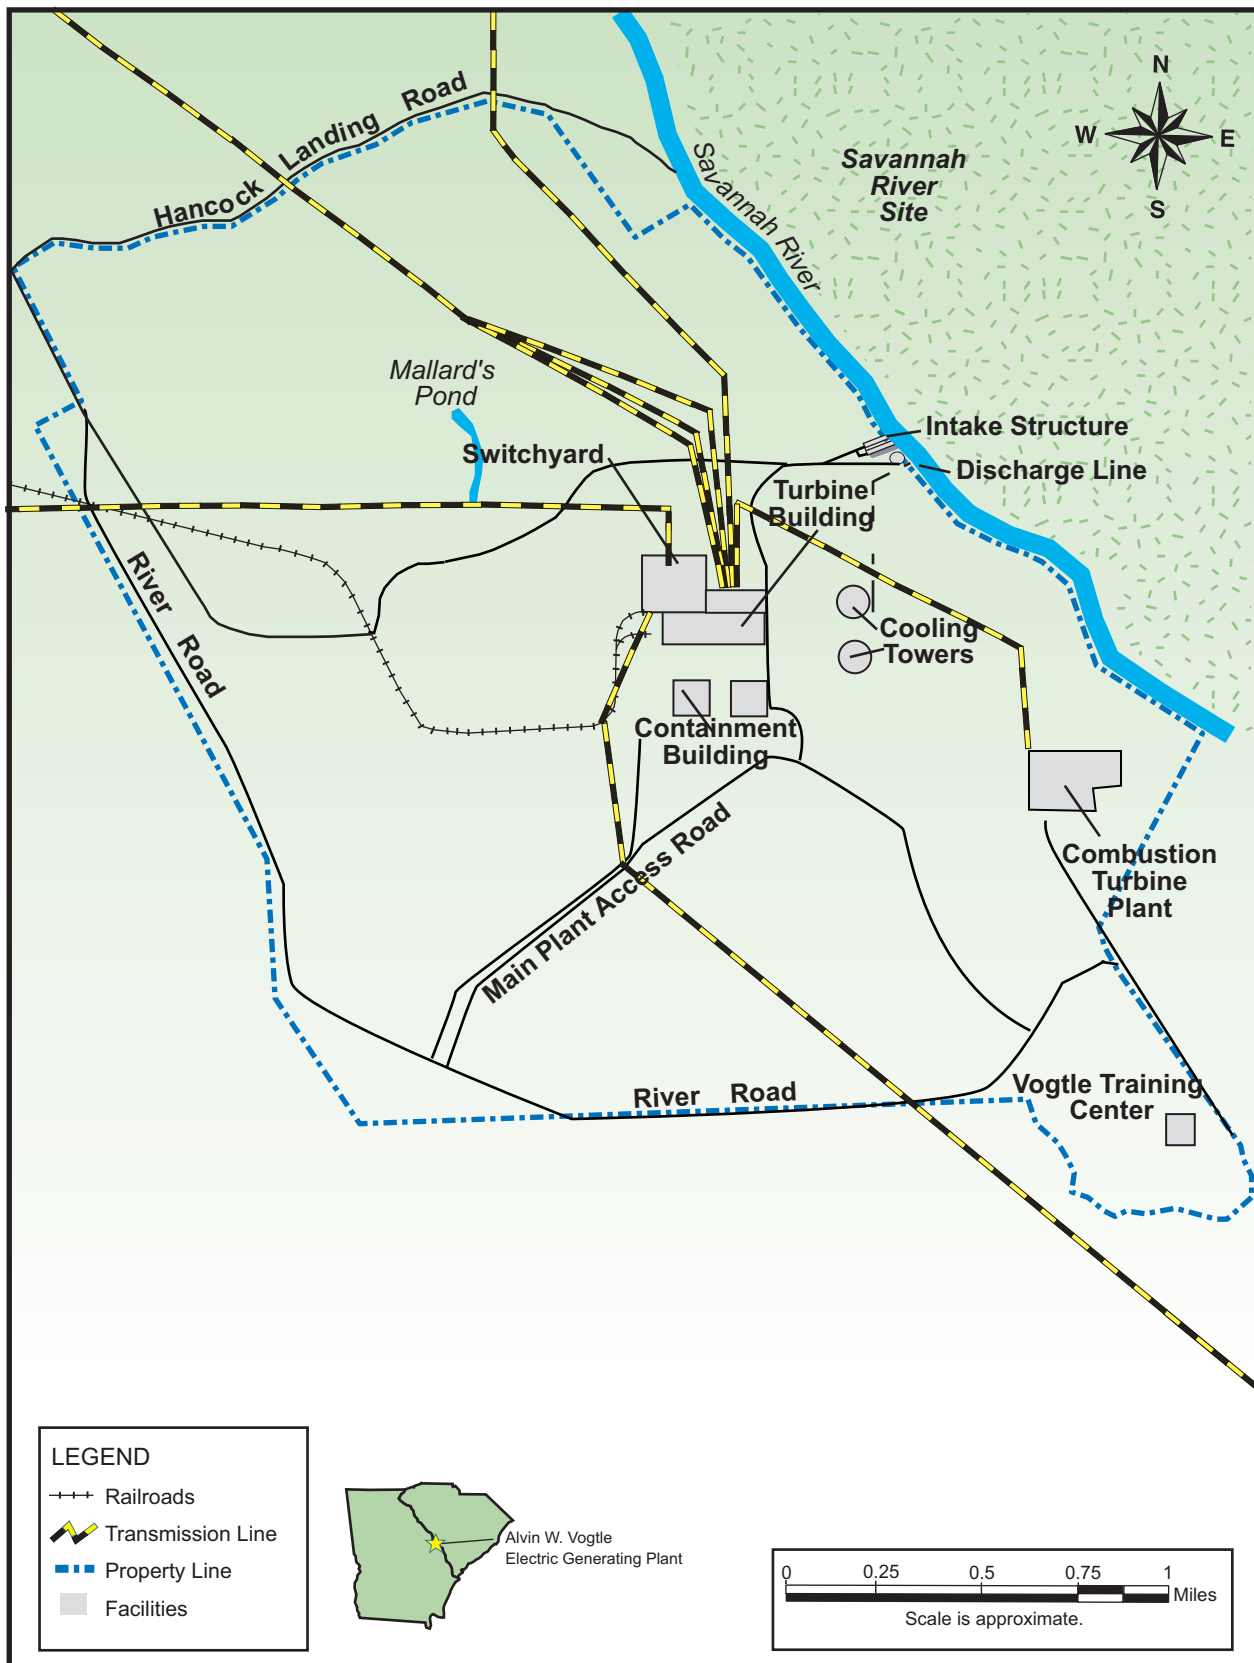 N
W
E
S
Hancock Landing Road
Savannah River
Savannah
River
Site
Mallard's
Pond
Switchyard
Intake Structure
Discharge Line
Turbine
Building
River Road
Cooling
Towers
Containment
Building
Main Plant Access Road
Combustion
Turbine
Plant
River Road
Vogtle Training
Center
LEGEND
Railroads
Transmission Line
Property Line
Facilities
Alvin W. Vogtle
Electric Generating Plant
0 0.25 0.5 0.75 1
Miles
Scale is approximate.